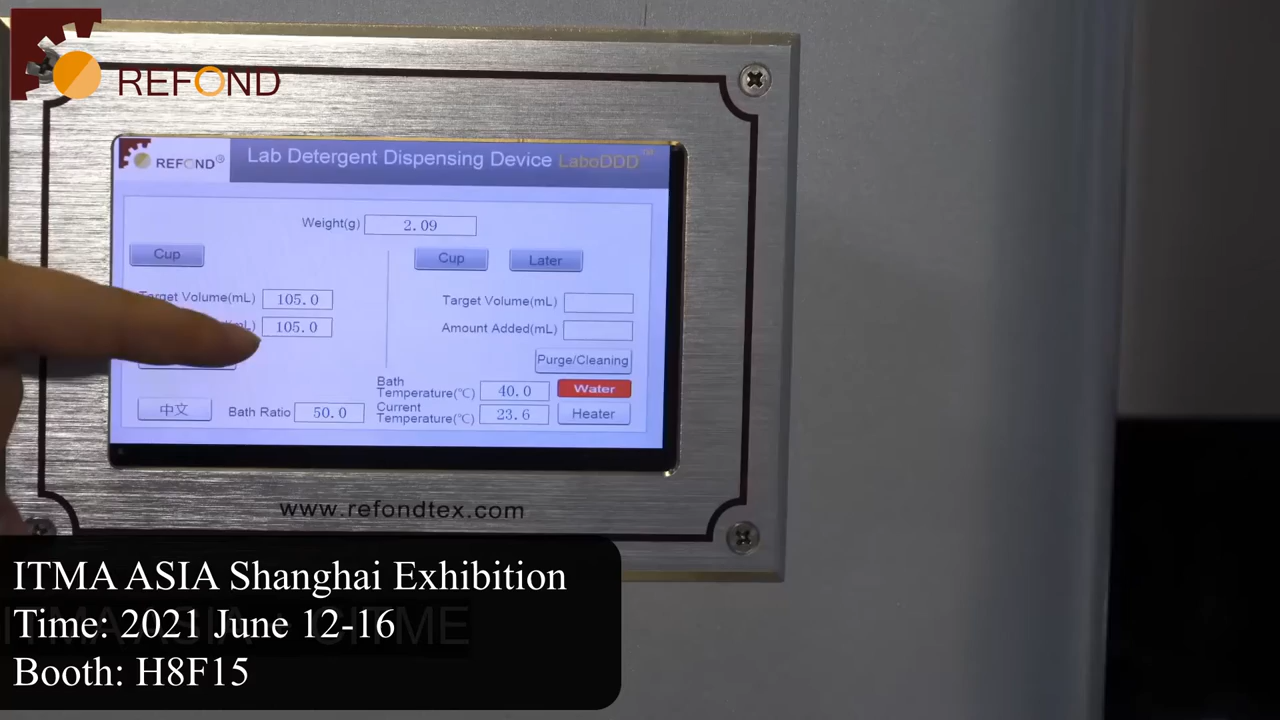 REFOND
REFOND®
Lab Detergent Dispensing Device LaboDDD™
Weight(g) 2.09
Cup
Cup Later
Target Volume(mL) 105.0
Target Volume(mL)
(mL) 105.0
Amount Added(mL)
Purge/Cleaning
Bath
Temperature(℃) 40.0 Water
中文 Bath Ratio 50.0
Current
Temperature(℃) 23.6 Heater
www.refondtex.com
ITMA ASIA Shanghai Exhibition
Time: 2021 June 12-16
Booth: H8F15